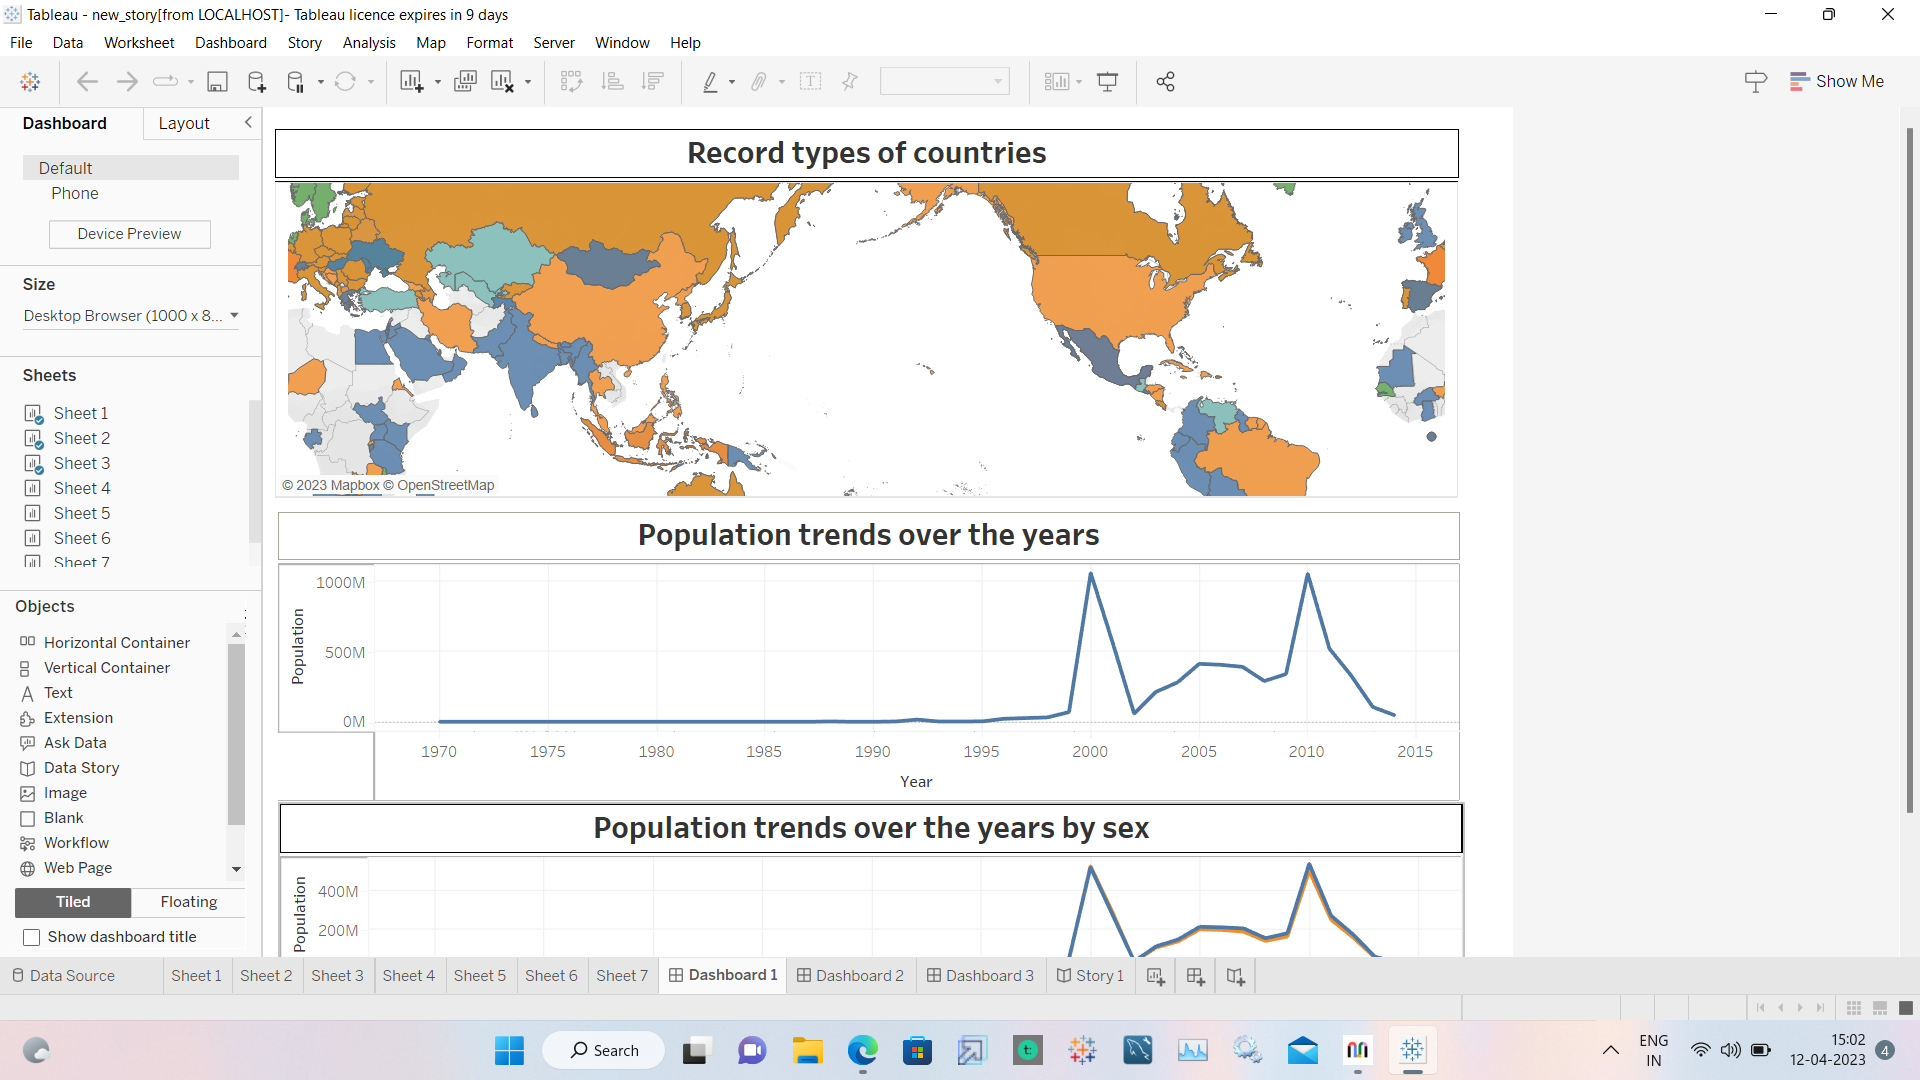 Tableau - new_story[from LOCALHOST]- Tableau licence expires in 9 days
File Data Worksheet Dashboard Story Analysis Map Format Server Window Help
Show Me
Dashboard Layout
Default
Phone
Device Preview
Size
Desktop Browser (1000 x 8...
Sheets
Sheet 1
Sheet 2
Sheet 3
Sheet 4
Sheet 5
Sheet 6
Sheet 7
Objects
Horizontal Container
Vertical Container
Text
Extension
Ask Data
Data Story
Image
Blank
Workflow
Web Page
Tiled Floating
Show dashboard title
Record types of countries
© 2023 Mapbox © OpenStreetMap
Population trends over the years
Population
1000M
500M
0M
1970 1975 1980 1985 1990 1995 2000 2005 2010 2015
Year
Population trends over the years by sex
Population
400M
200M
Data Source Sheet 1 Sheet 2 Sheet 3 Sheet 4 Sheet 5 Sheet 6 Sheet 7 Dashboard 1 Dashboard 2 Dashboard 3 Story 1
Search
ENG
IN
15:02
12-04-2023
4